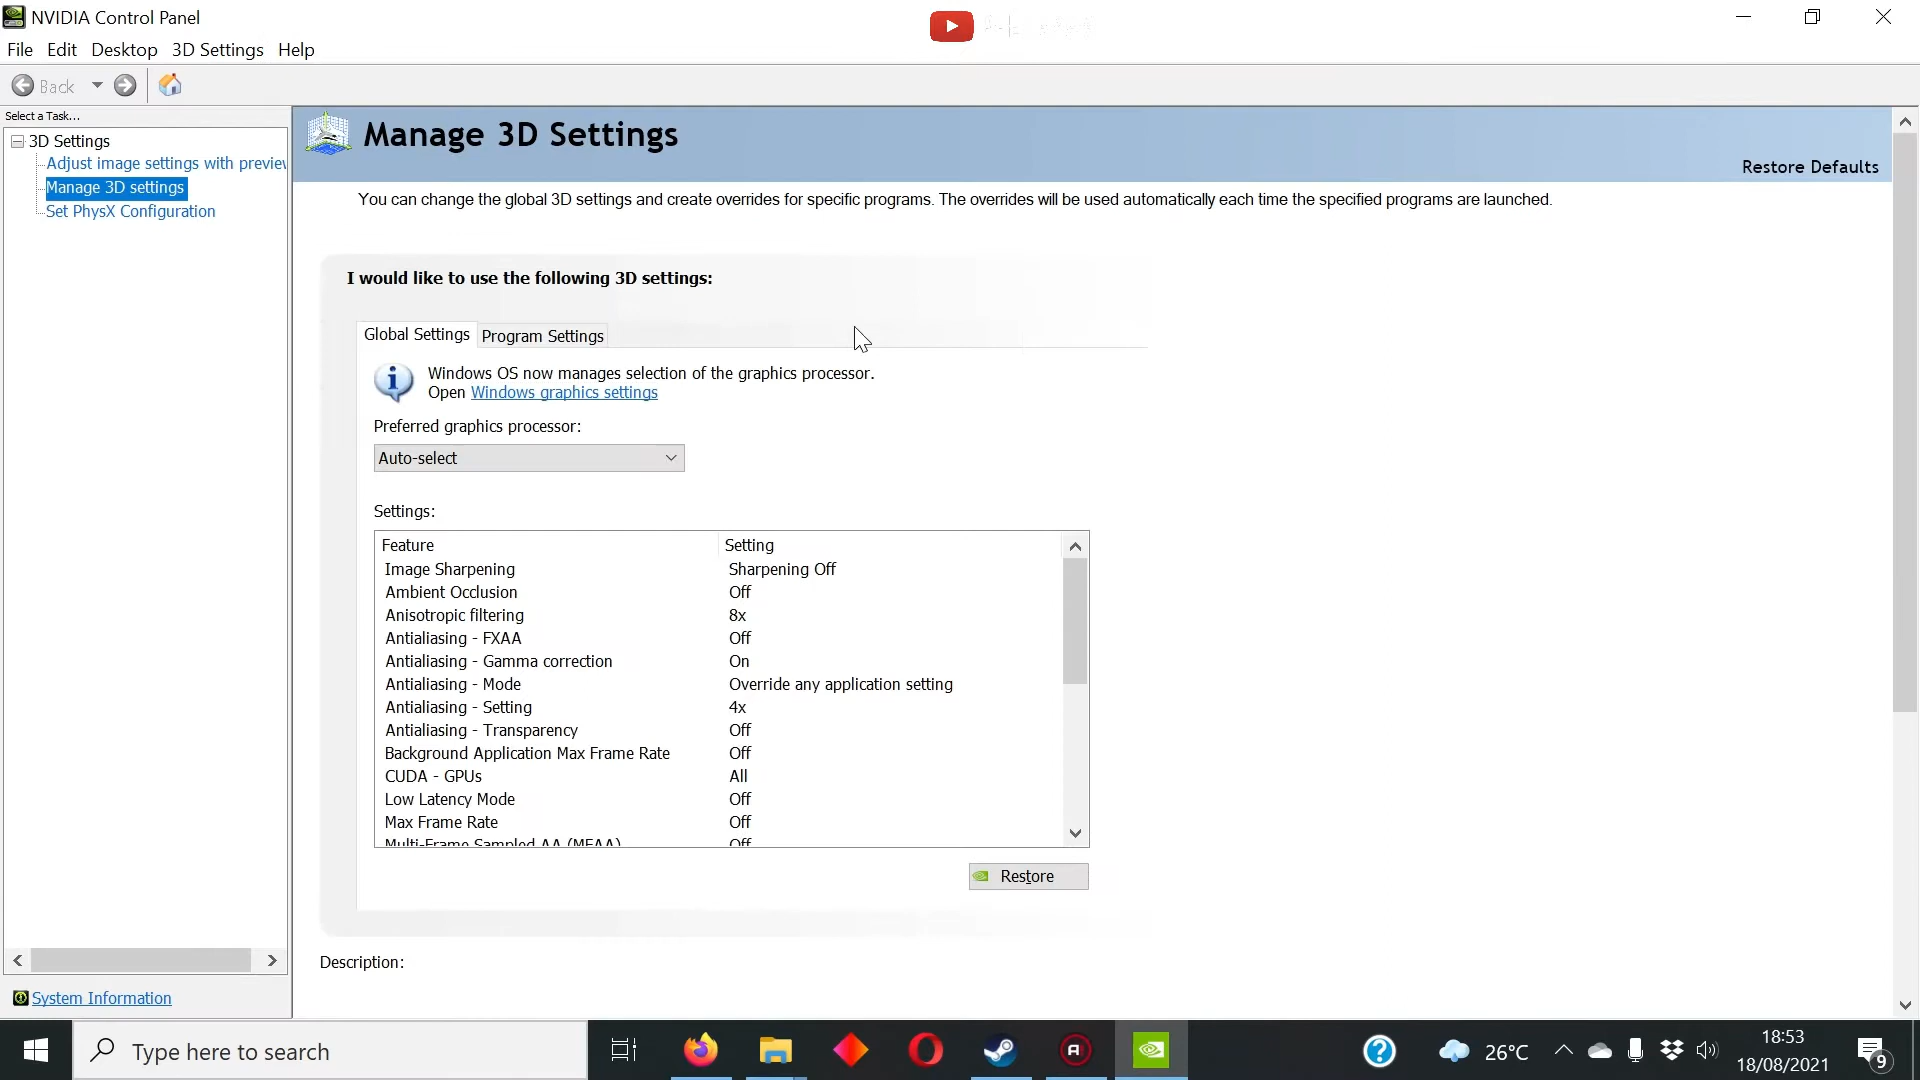 NVIDIA Control Panel
File Edit Desktop 3D Settings Help
Back
Select a Task...
3D Settings
Adjust image settings with preview
Manage 3D settings
Set PhysX Configuration
System Information
Manage 3D Settings
Restore Defaults
You can change the global 3D settings and create overrides for specific programs. The overrides will be used automatically each time the specified programs are launched.
I would like to use the following 3D settings:
Global Settings Program Settings
Windows OS now manages selection of the graphics processor.
Open Windows graphics settings
Preferred graphics processor:
Auto-select
Settings:
Feature Setting
Image Sharpening Sharpening Off
Ambient Occlusion Off
Anisotropic filtering 8x
Antialiasing - FXAA Off
Antialiasing - Gamma correction On
Antialiasing - Mode Override any application setting
Antialiasing - Setting 4x
Antialiasing - Transparency Off
Background Application Max Frame Rate Off
CUDA - GPUs All
Low Latency Mode Off
Max Frame Rate Off
Multi-Frame Sampled AA (MFAA) Off
Restore
Description:
Type here to search
26°C
18:53
18/08/2021
9